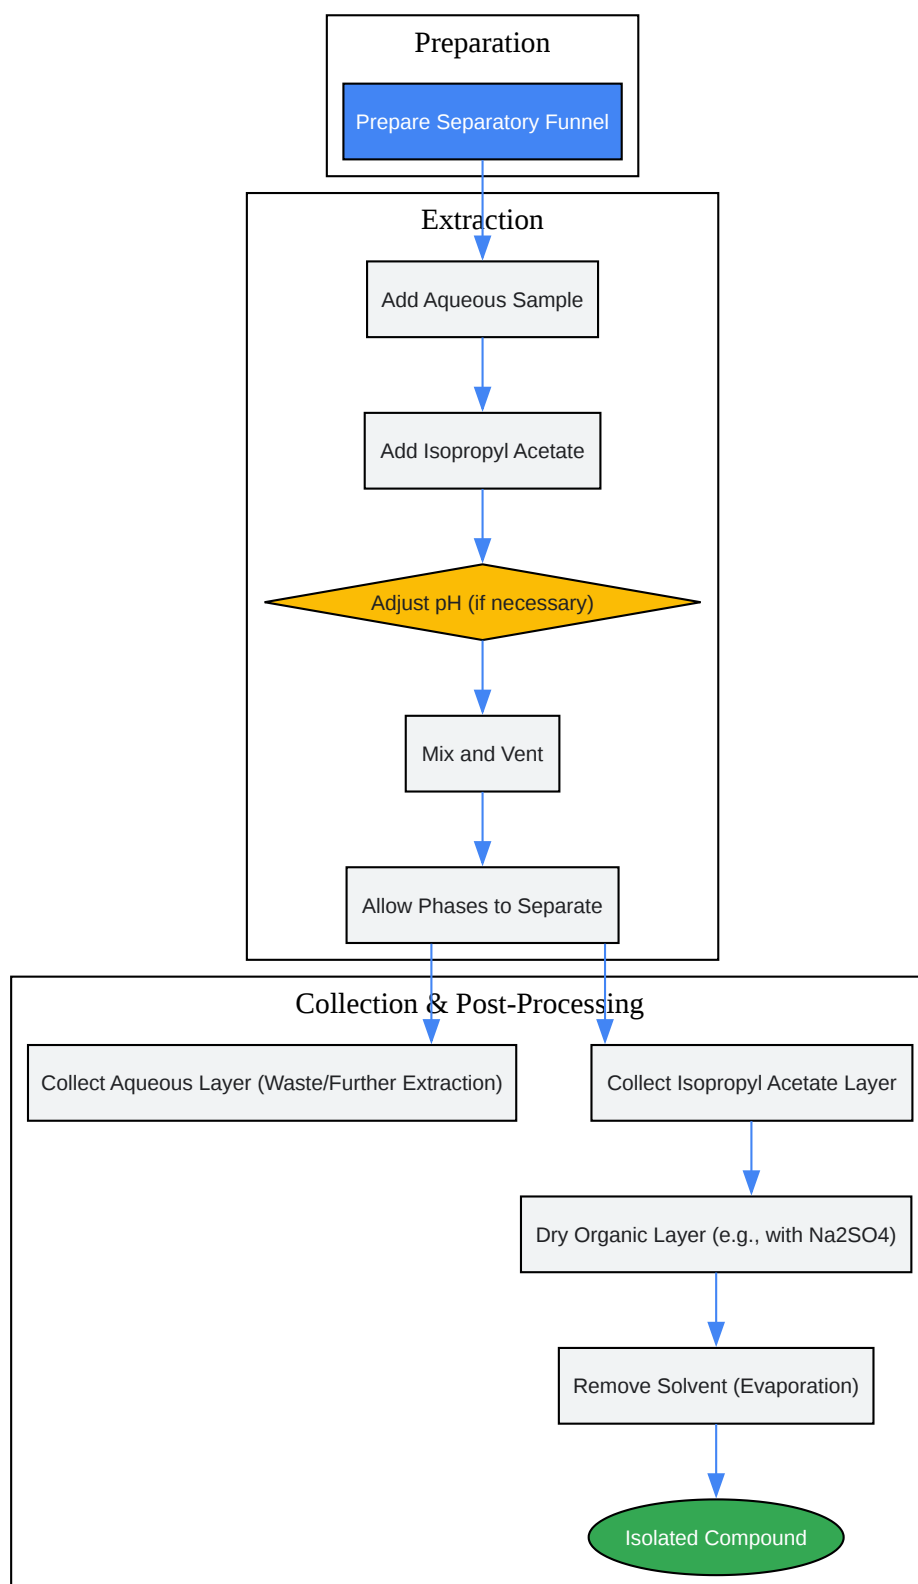 Preparation
Prepare Separatory Funnel
Extraction
Add Aqueous Sample
Add Isopropyl Acetate
Adjust pH (if necessary)
Mix and Vent
Allow Phases to Separate
Collection & Post-Processing
Collect Aqueous Layer (Waste/Further Extraction)
Collect Isopropyl Acetate Layer
Dry Organic Layer (e.g., with Na2SO4)
Remove Solvent (Evaporation)
Isolated Compound